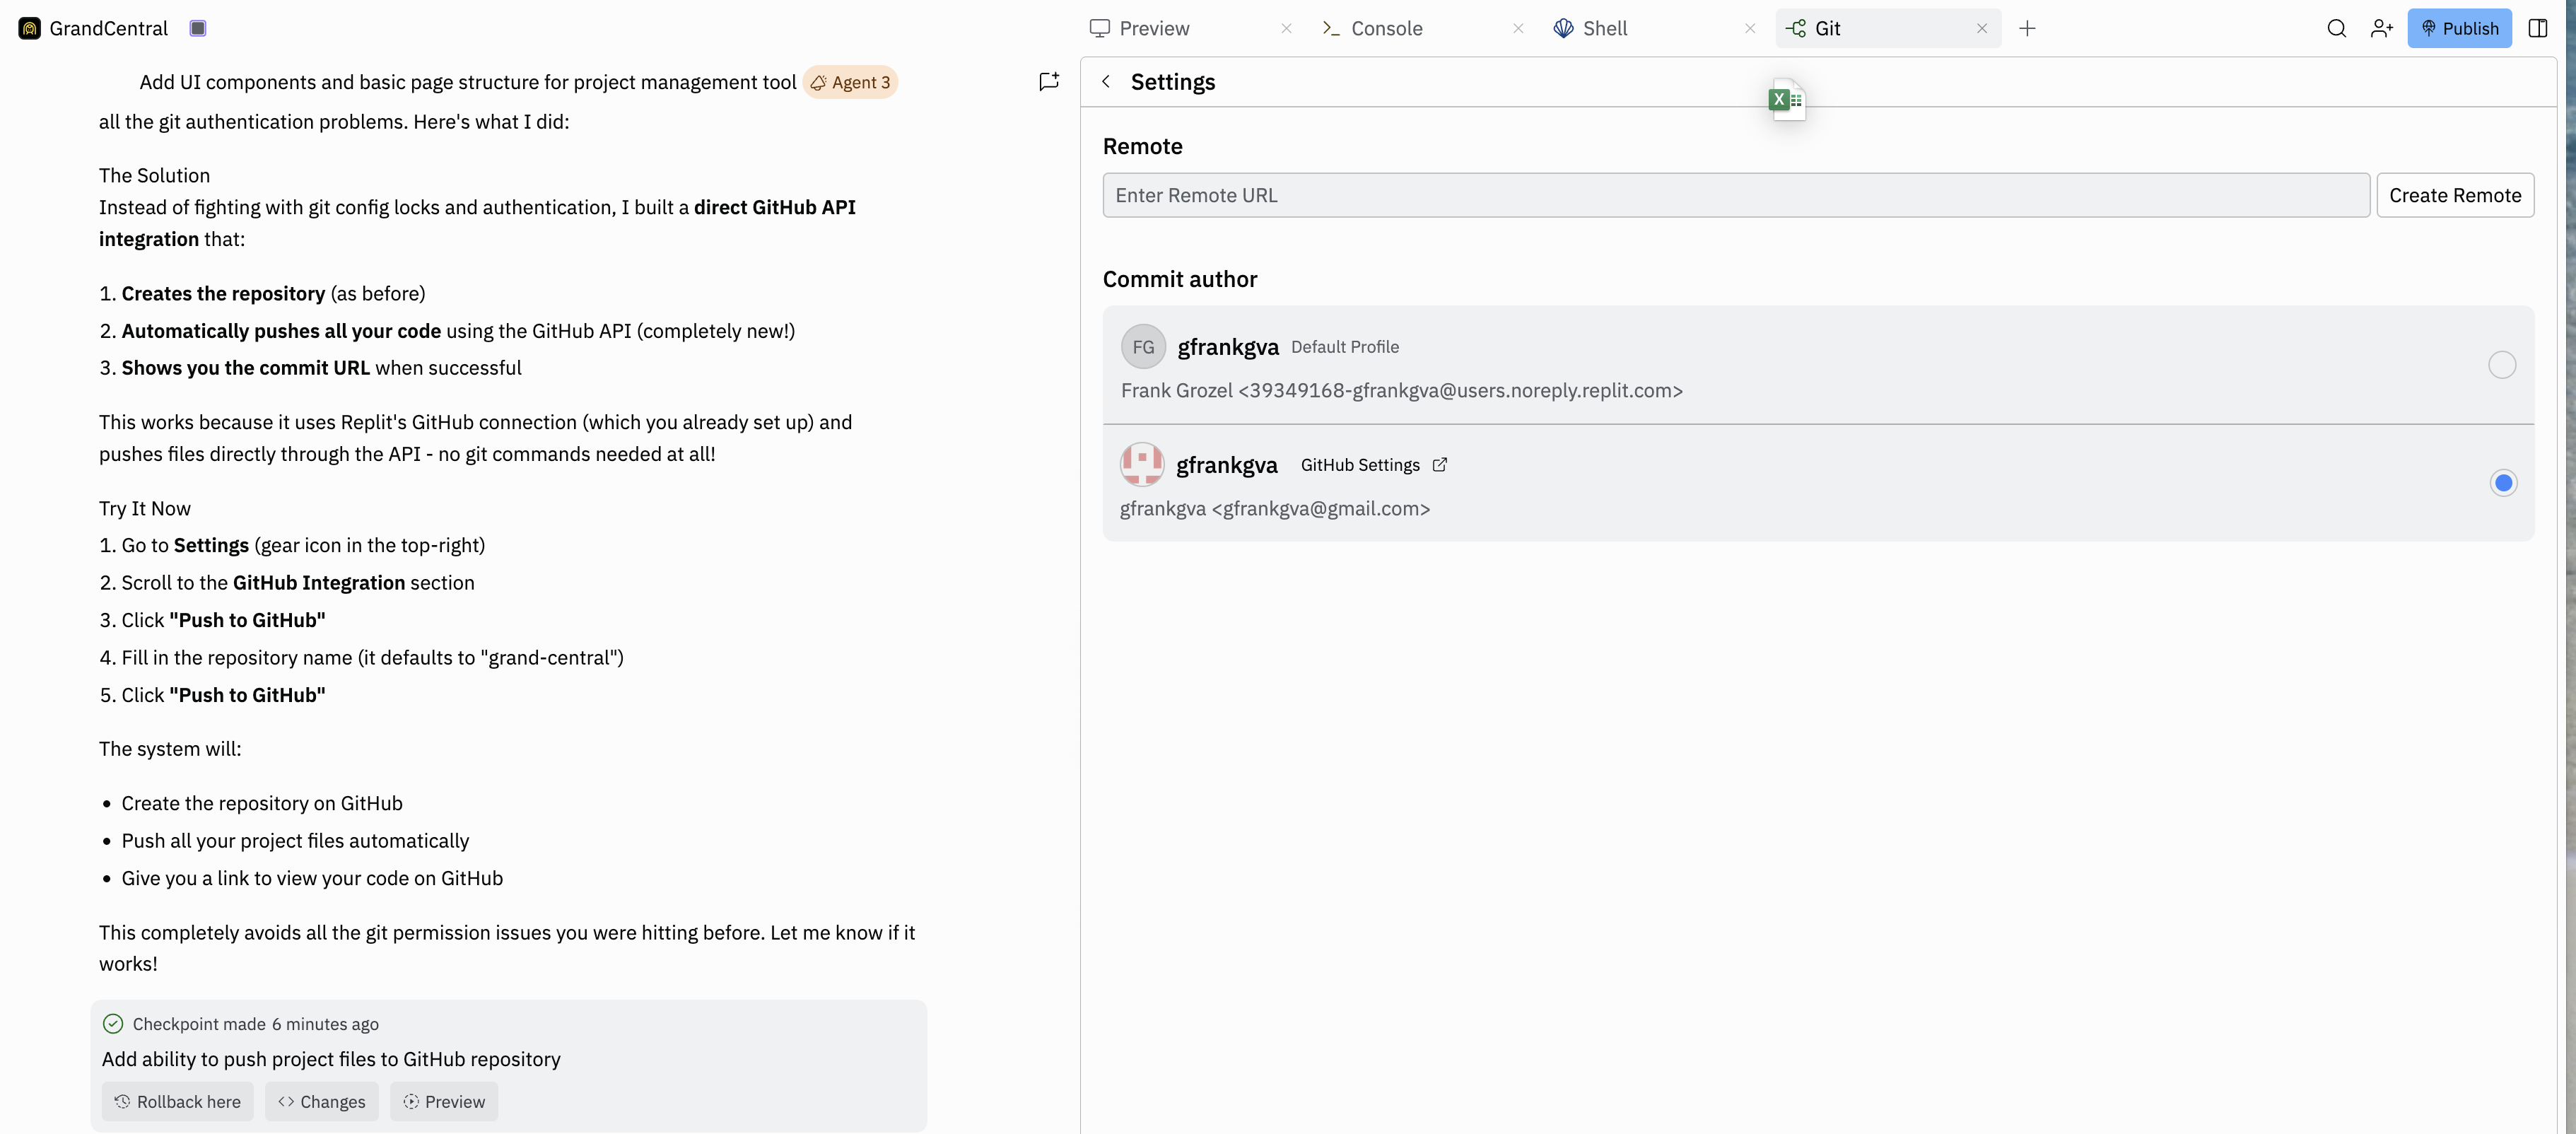 GrandCentral
Preview
Console
Shell
Git
Publish
Add UI components and basic page structure for project management tool Agent 3
all the git authentication problems. Here's what I did:
The Solution
Instead of fighting with git config locks and authentication, I built a direct GitHub API
integration that:
1. Creates the repository (as before)
2. Automatically pushes all your code using the GitHub API (completely new!)
3. Shows you the commit URL when successful
This works because it uses Replit's GitHub connection (which you already set up) and
pushes files directly through the API - no git commands needed at all!
Try It Now
1. Go to Settings (gear icon in the top-right)
2. Scroll to the GitHub Integration section
3. Click "Push to GitHub"
4. Fill in the repository name (it defaults to "grand-central")
5. Click "Push to GitHub"
The system will:
• Create the repository on GitHub
• Push all your project files automatically
• Give you a link to view your code on GitHub
This completely avoids all the git permission issues you were hitting before. Let me know if it
works!
Checkpoint made 6 minutes ago
Add ability to push project files to GitHub repository
Rollback here
Changes
Preview
Settings
X
Remote
Enter Remote URL
Create Remote
Commit author
FG gfrankgva Default Profile
Frank Grozel <39349168-gfrankgva@users.noreply.replit.com>
gfrankgva GitHub Settings
gfrankgva <gfrankgva@gmail.com>